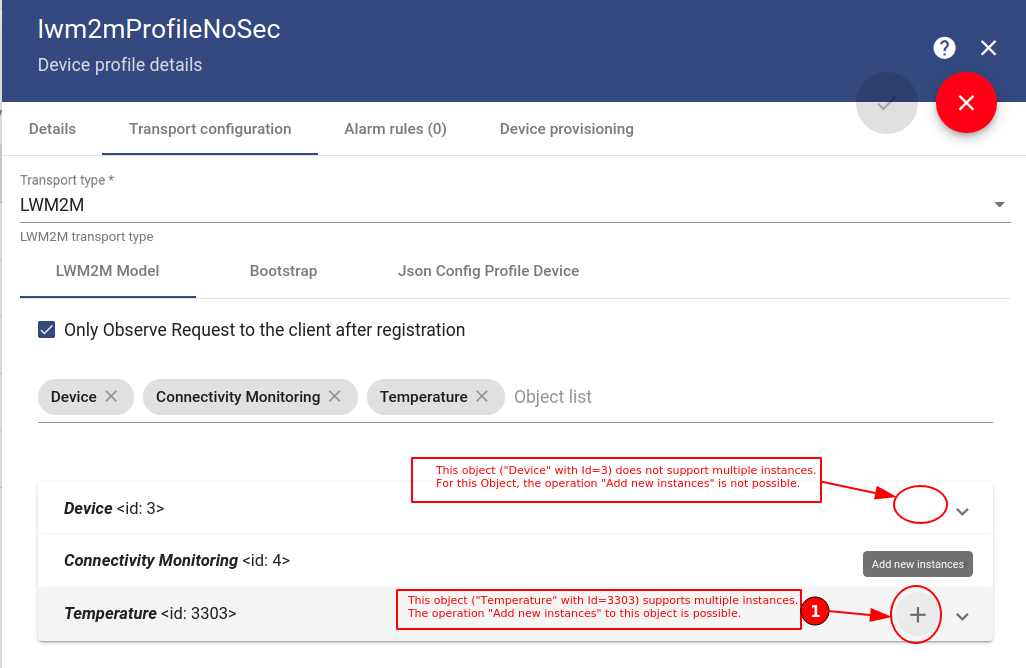 lwm2mProfileNoSec
Device profile details
?
Details
Transport configuration
Alarm rules (0)
Device provisioning
Transport type *
LWM2M
LWM2M transport type
LWM2M Model
Bootstrap
Json Config Profile Device
Only Observe Request to the client after registration
Device
Connectivity Monitoring
Temperature
Object list
This object ("Device" with Id=3) does not support multiple instances.
For this Object, the operation "Add new instances" is not possible.
Device <id: 3>
Connectivity Monitoring <id: 4>
Add new instances
This object ("Temperature" with Id=3303) supports multiple instances.
The operation "Add new instances" to this object is possible.
1
Temperature <id: 3303>